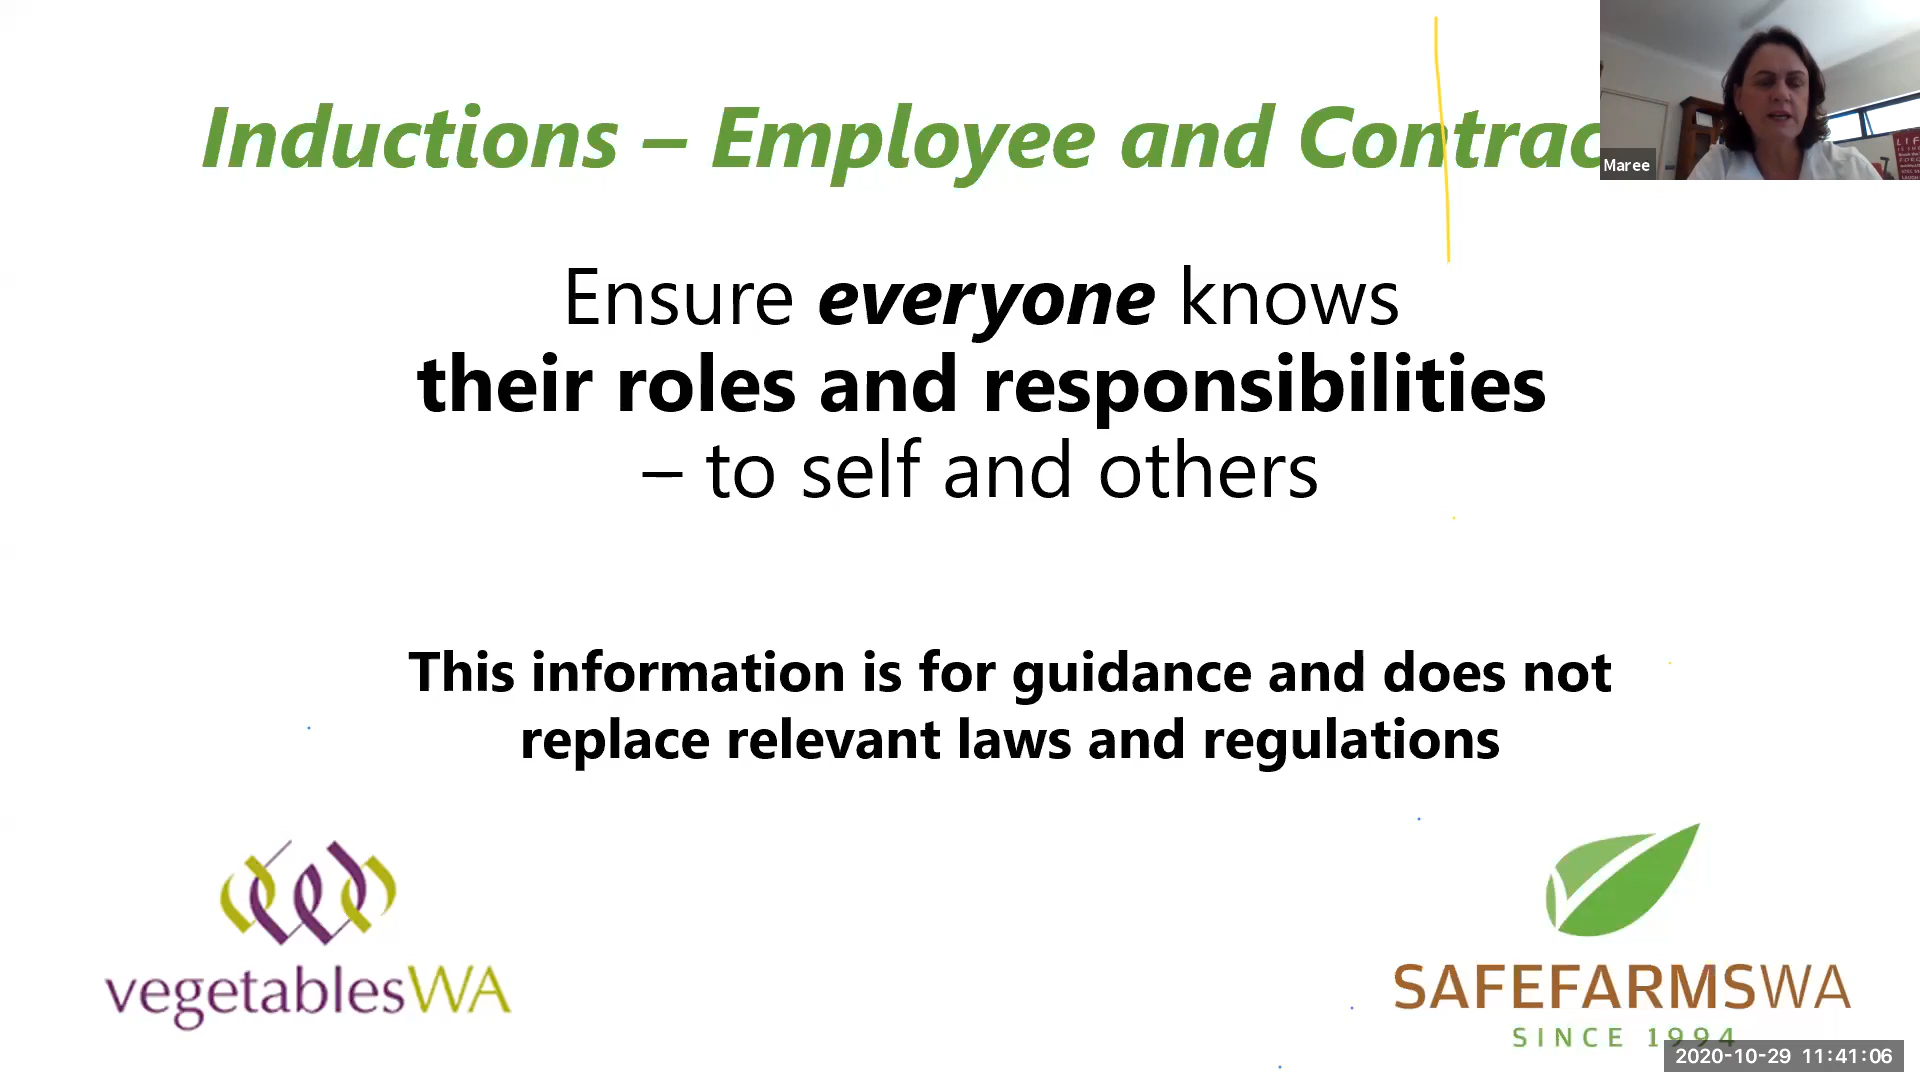 Inductions – Employee and Contrac
Maree
Ensure everyone knows
their roles and responsibilities
– to self and others
This information is for guidance and does not
replace relevant laws and regulations
vegetablesWA
SAFEFARMSWA
SINCE 1994
2020-10-29 11:41:06